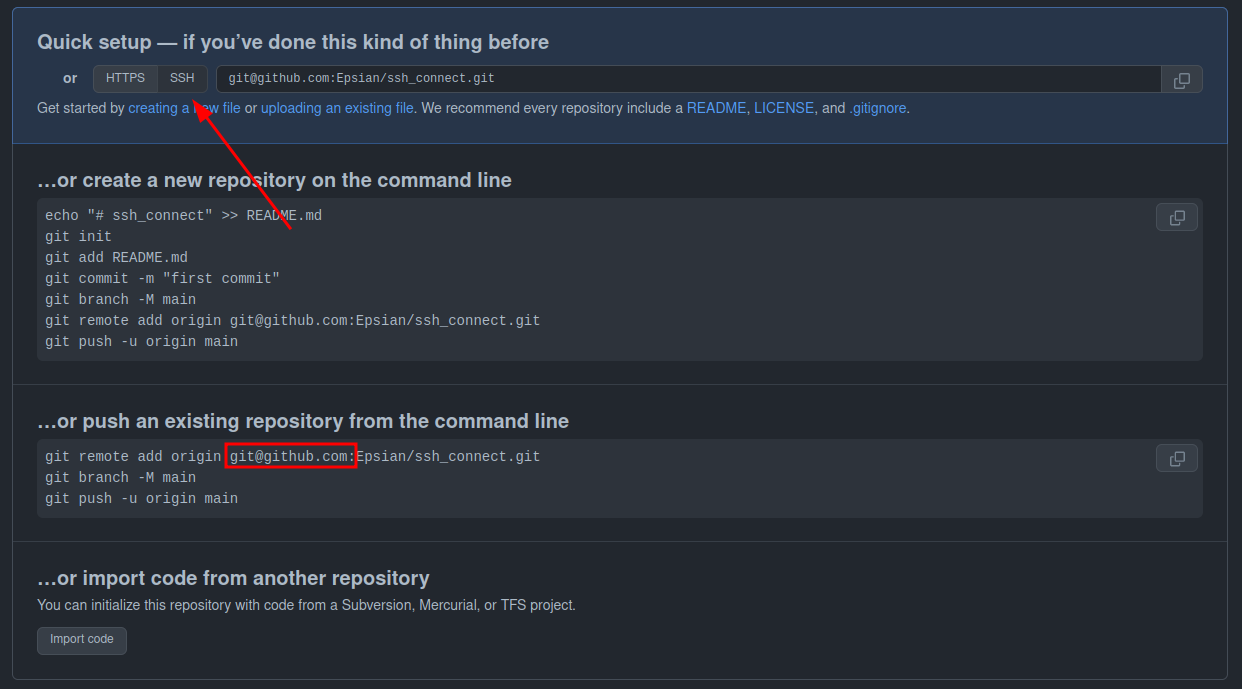 Quick setup — if you've done this kind of thing before
or HTTPS SSH git@github.com:Epsian/ssh_connect.git
Get started by creating a new file or uploading an existing file. We recommend every repository include a README, LICENSE, and .gitignore.
…or create a new repository on the command line
echo "# ssh_connect" >> README.md
git init
git add README.md
git commit -m "first commit"
git branch -M main
git remote add origin git@github.com:Epsian/ssh_connect.git
git push -u origin main
…or push an existing repository from the command line
git remote add origin git@github.com:Epsian/ssh_connect.git
git branch -M main
git push -u origin main
…or import code from another repository
You can initialize this repository with code from a Subversion, Mercurial, or TFS project.
Import code